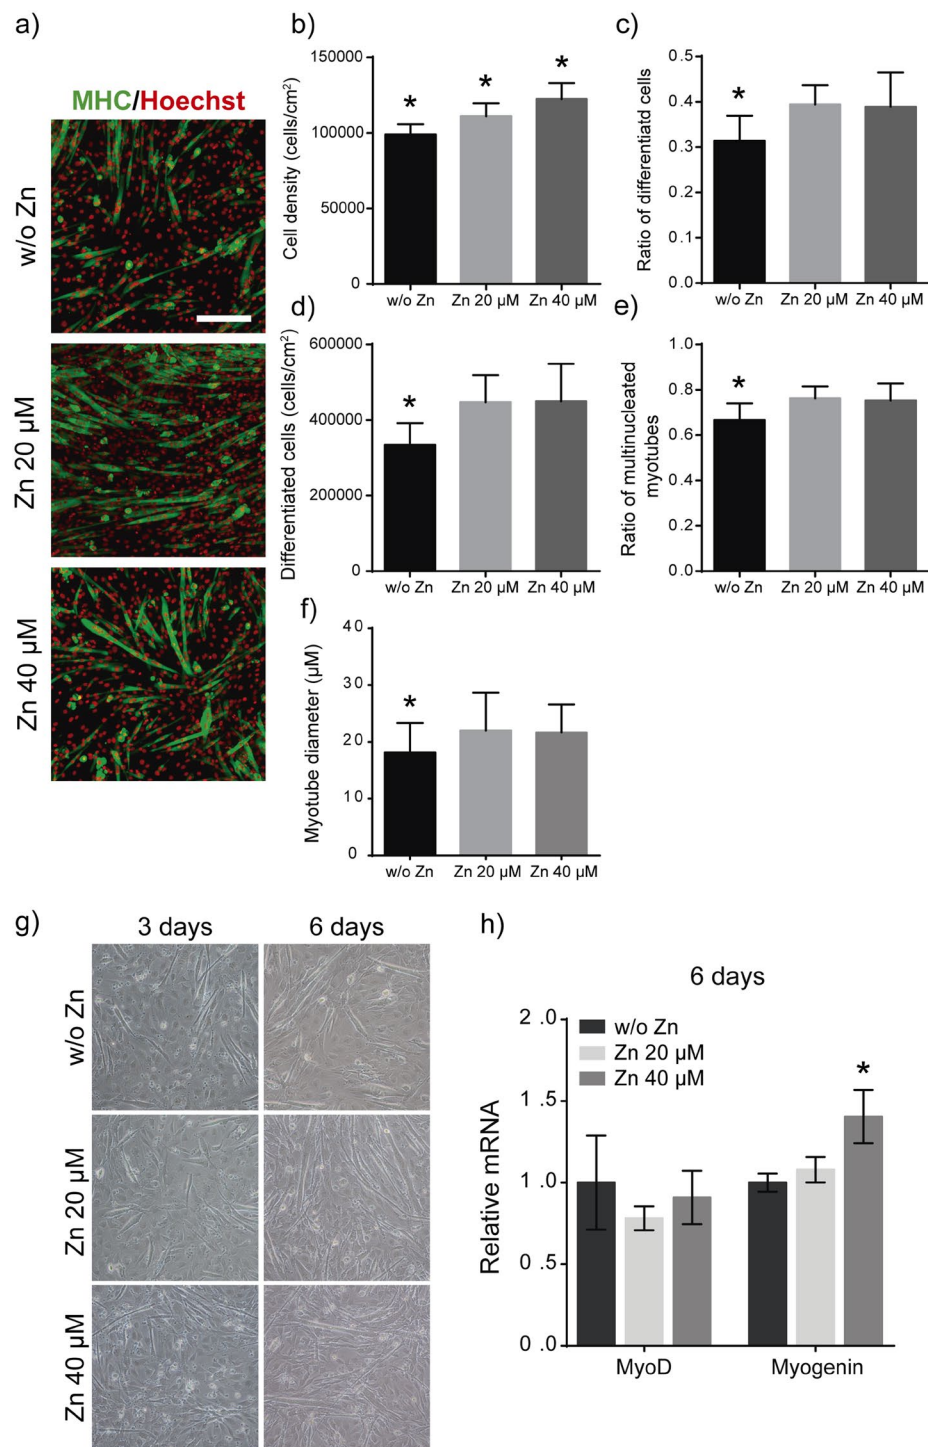 a)
MHC/Hoechst
w/o Zn
Zn 20 µM
Zn 40 µM
b)
Cell density (cells/cm²)
150000
100000
50000
0
*
*
*
w/o Zn Zn 20 µM Zn 40 µM
c)
Ratio of differentiatd cells
0.5
0.4
0.3
0.2
0.1
0.0
*
w/o Zn Zn 20 µM Zn 40 µM
d)
Differentiated cells (cells/cm²)
600000
400000
200000
0
*
w/o Zn Zn 20 µM Zn 40 µM
e)
Ratio of multinucleated
myotubes
1.0
0.8
0.6
0.4
0.2
0.0
*
w/o Zn Zn 20 µM Zn 40 µM
f)
Myotube diameter (µM)
40
30
20
10
0
*
w/o Zn Zn 20 µM Zn 40 µM
g)
3 days 6 days
w/o Zn
Zn 20 µM
Zn 40 µM
h)
6 days
Relative mRNA
2 .0
1 .5
1 .0
0 .5
0 .0
w/o Zn
Zn 20 µM
Zn 40 µM
*
MyoD Myogenin